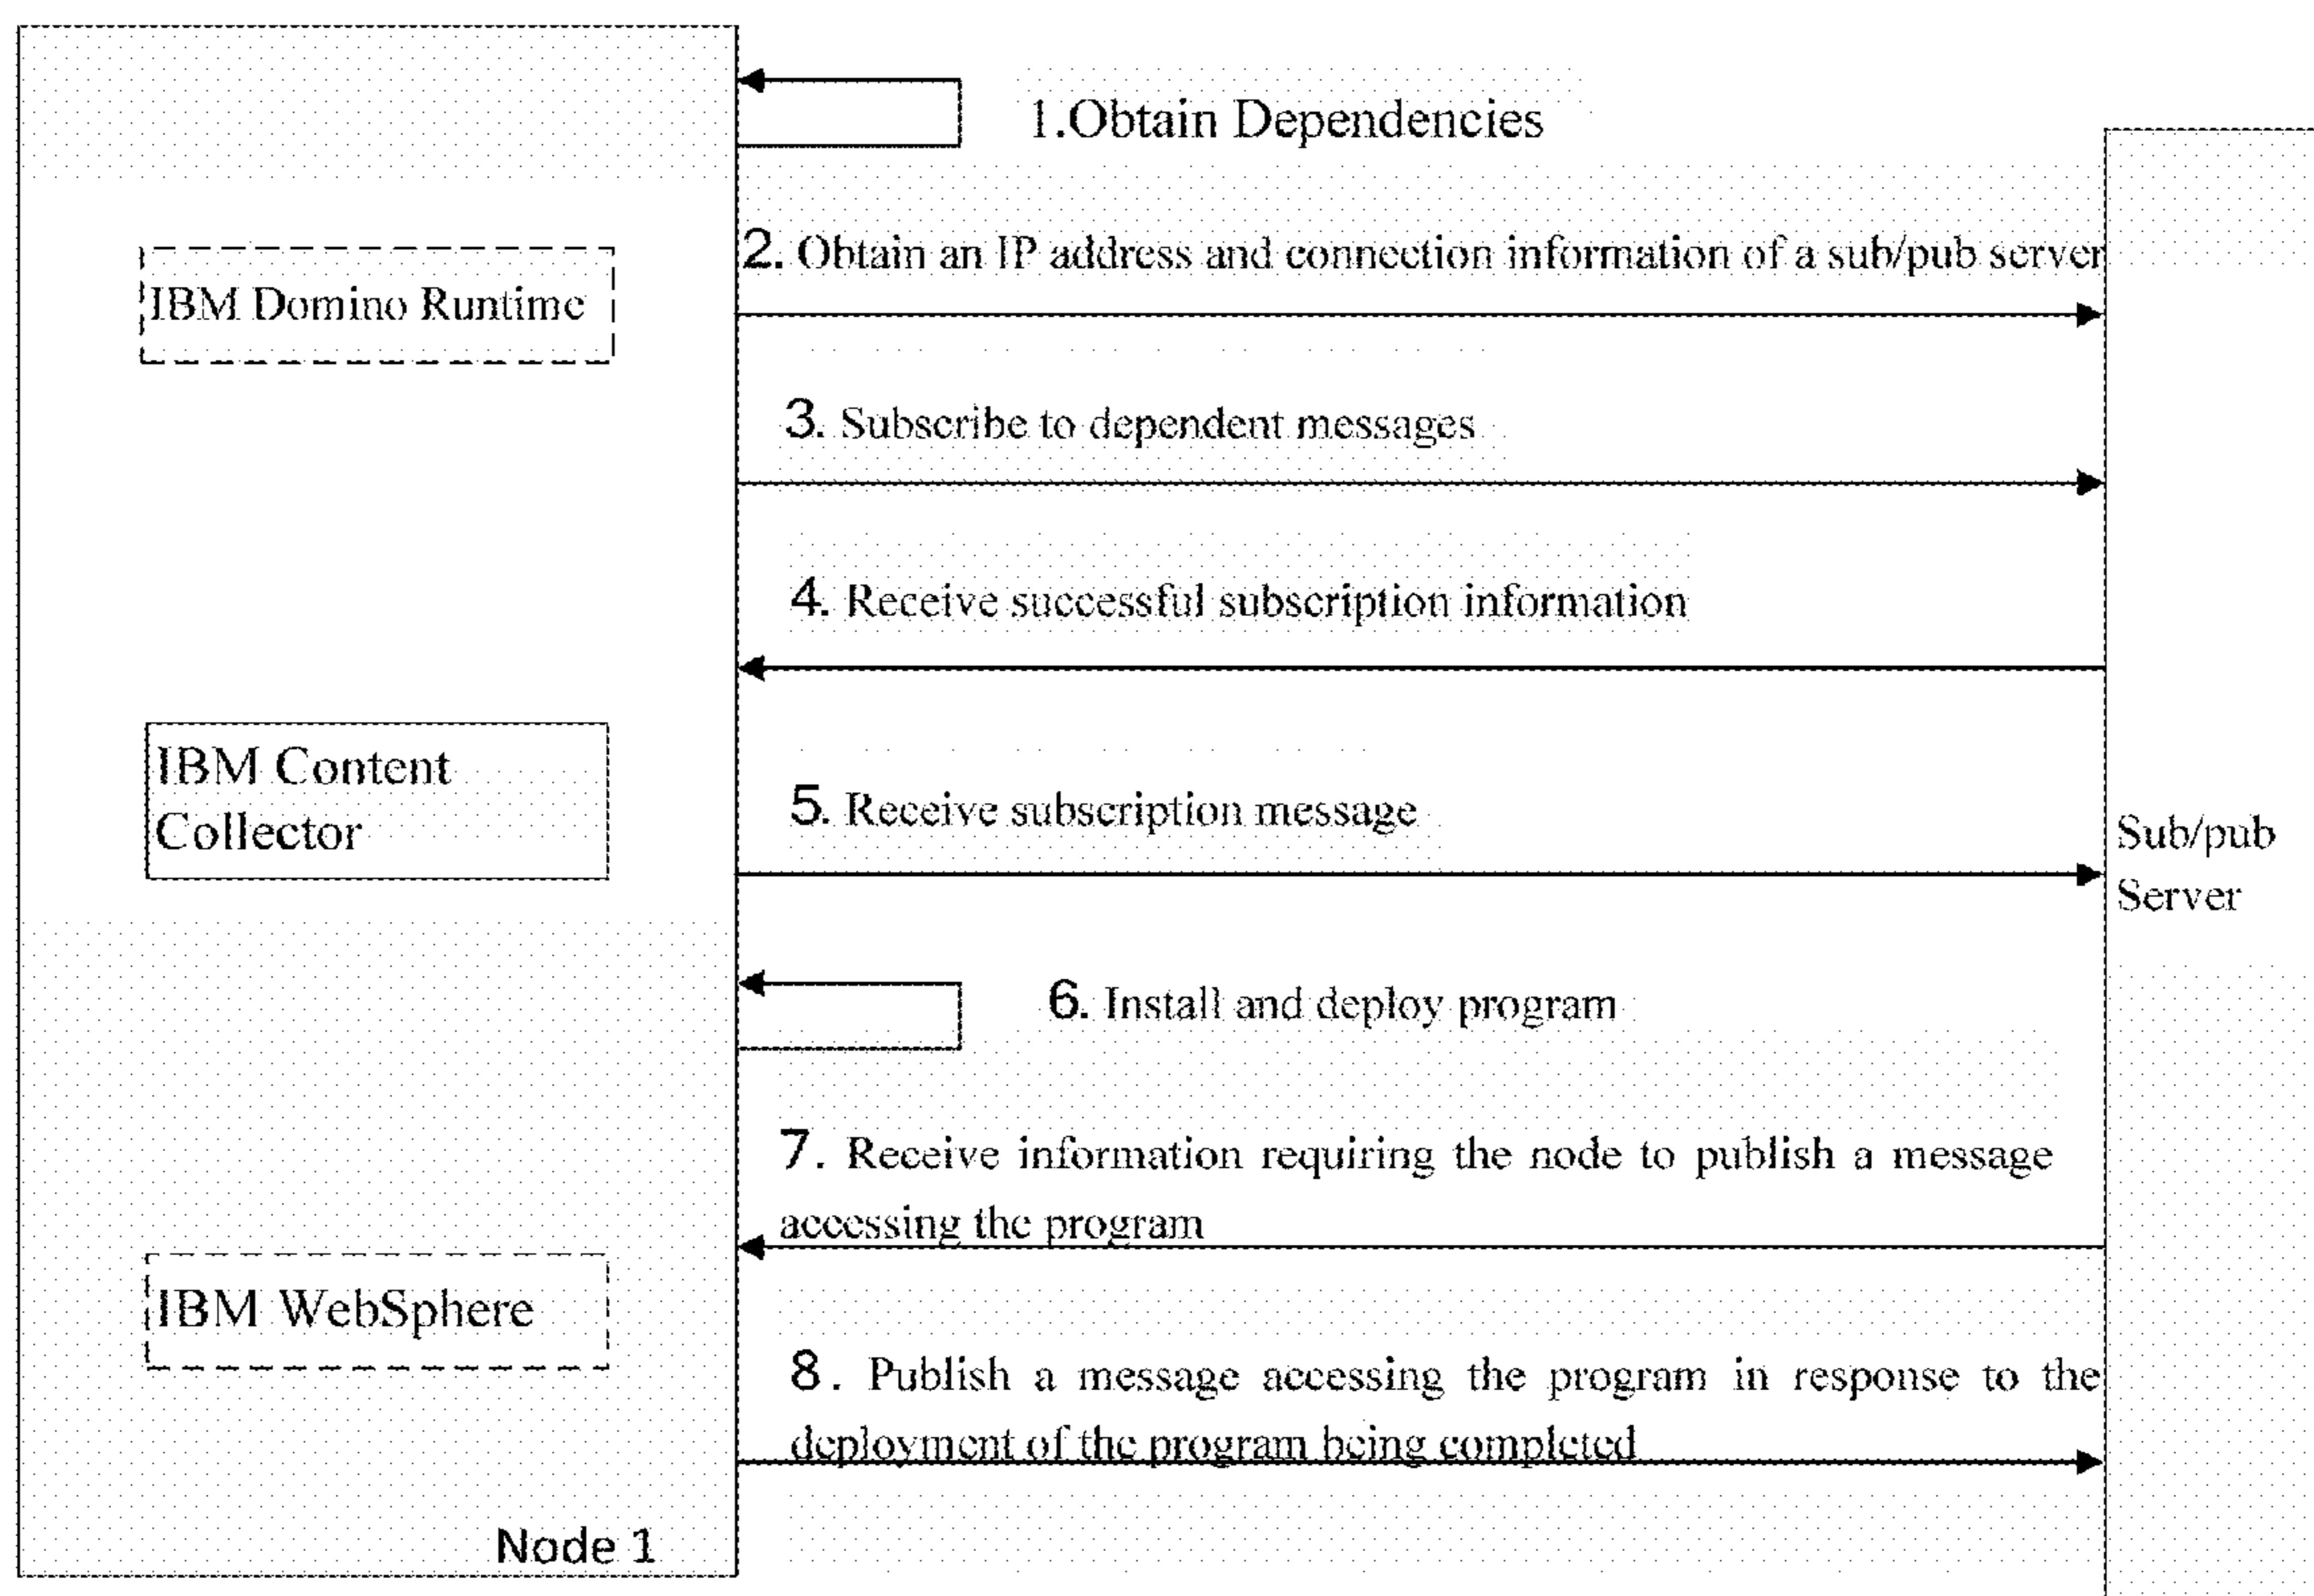 1.Obtain Dependencies
2. Obtain an IP address and connection information of a sub/pub server
IBM Domino Runtime
3. Subscribe to dependent messages
4. Receive successful subscription information
IBM Content
Collector
5. Receive subscription message
Sub/pub
Server
6. Install and deploy program
7. Receive information requiring the node to publish a message
accessing the program
IBM WebSphere
8. Publish a message accessing the program in response to the
deployment of the program being completed
Node 1